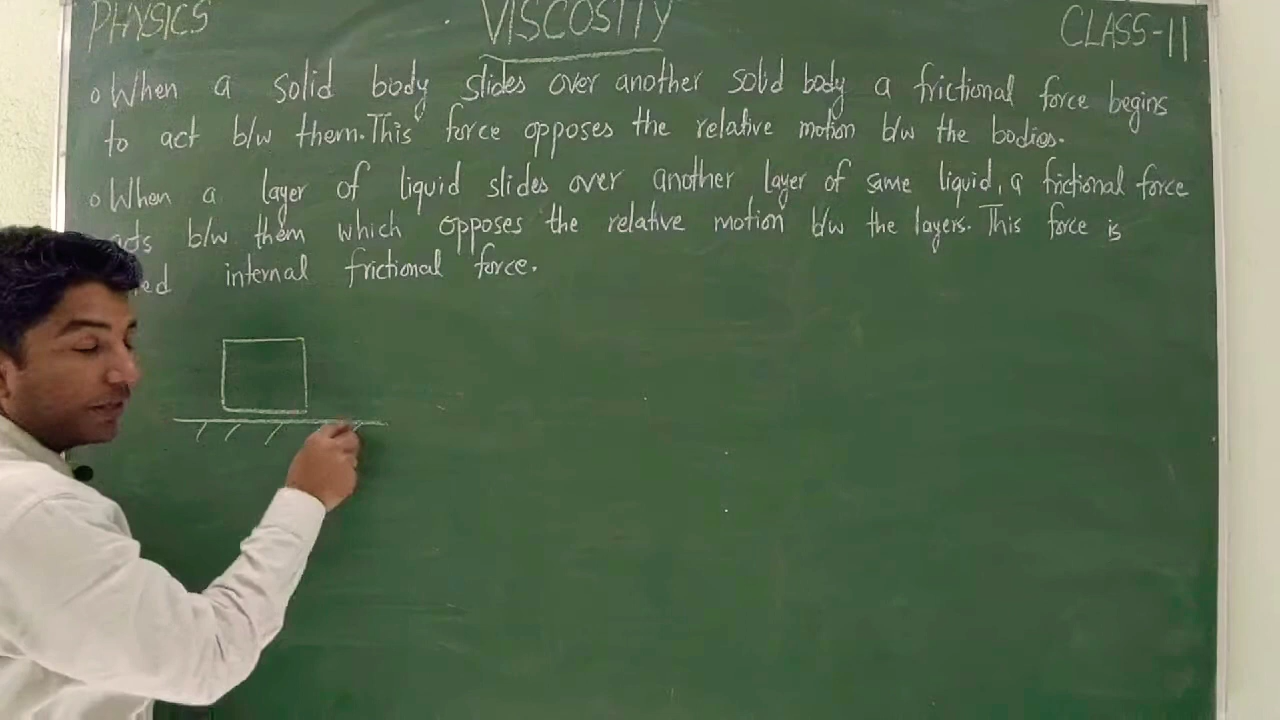 PHYSICS
VISCOSITY
CLASS-11
o When a solid body slides over another solid body a frictional force begins
to act b/w them. This force opposes the relative motion b/w the bodies.
o When a layer of liquid slides over another layer of same liquid, a frictional force
acts b/w them which opposes the relative motion b/w the layers. This force is
internal frictional force.